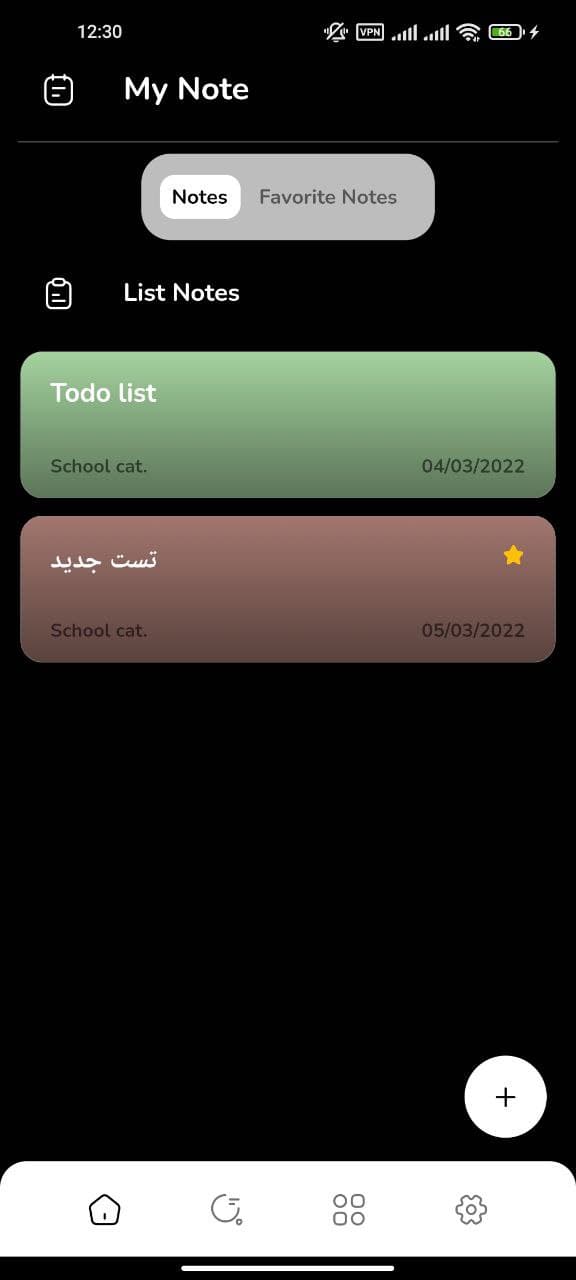 12:30
VPN
66
My Note
Notes Favorite Notes
List Notes
Todo list
School cat. 04/03/2022
تست جدید
School cat. 05/03/2022